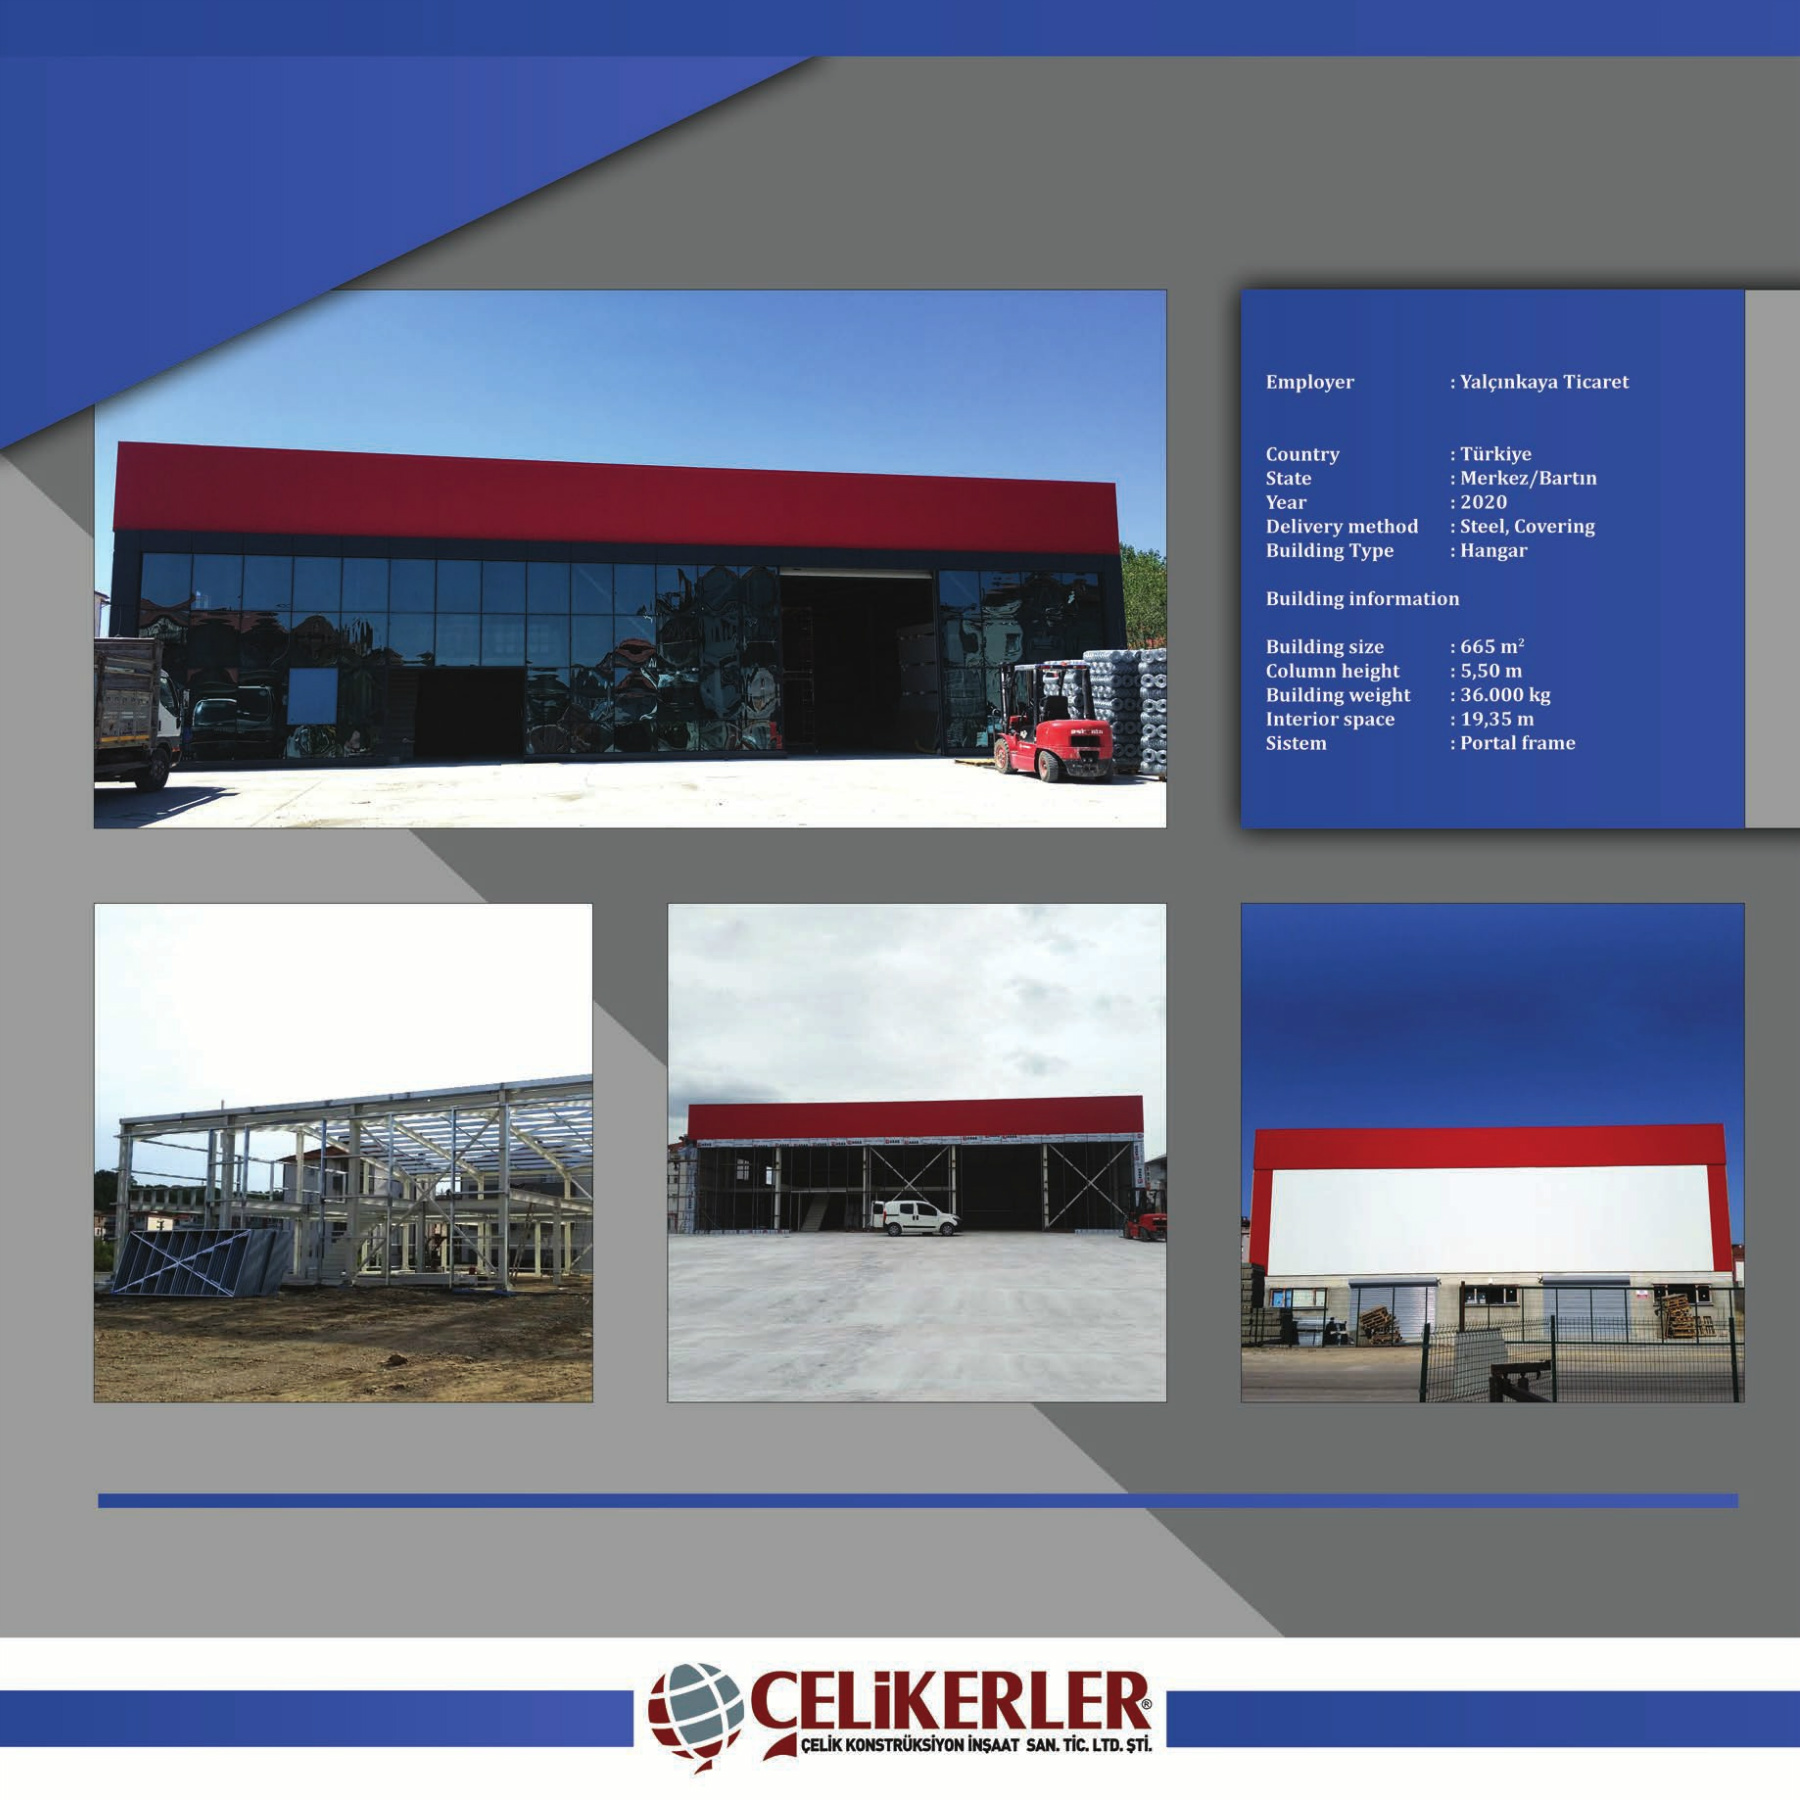 Employer : Yalçınkaya Ticaret
Country : Türkiye
State : Merkez/Bartın
Year : 2020
Delivery method : Steel, Covering
Building Type : Hangar
Building information
Building size : 665 m²
Column height : 5,50 m
Building weight : 36.000 kg
Interior space : 19,35 m
Sistem : Portal frame
ÇELiKERLER®
ÇELİK KONSTRÜKSİYON İNŞAAT SAN. TİC. LTD. ŞTİ.